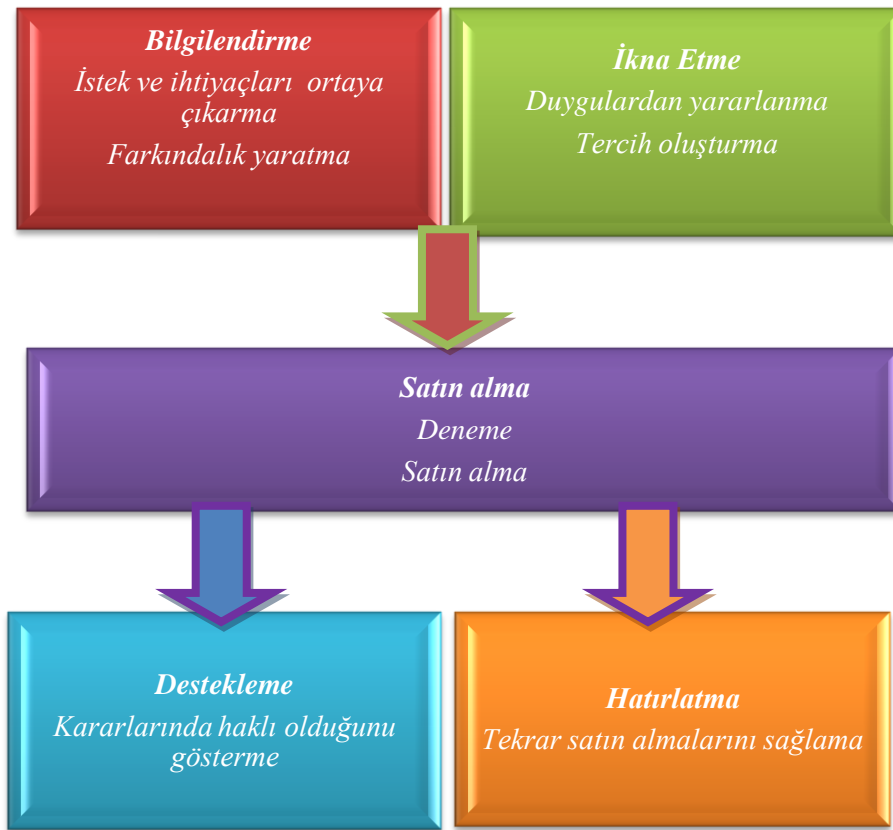 Bilgilendirme
İstek ve ihtiyaçları ortaya
çıkarma
Farkındalık yaratma
İkna Etme
Duygulardan yararlanma
Tercih oluşturma
Satın alma
Deneme
Satın alma
Destekleme
Kararlarında haklı olduğunu
gösterme
Hatırlatma
Tekrar satın almalarını sağlama